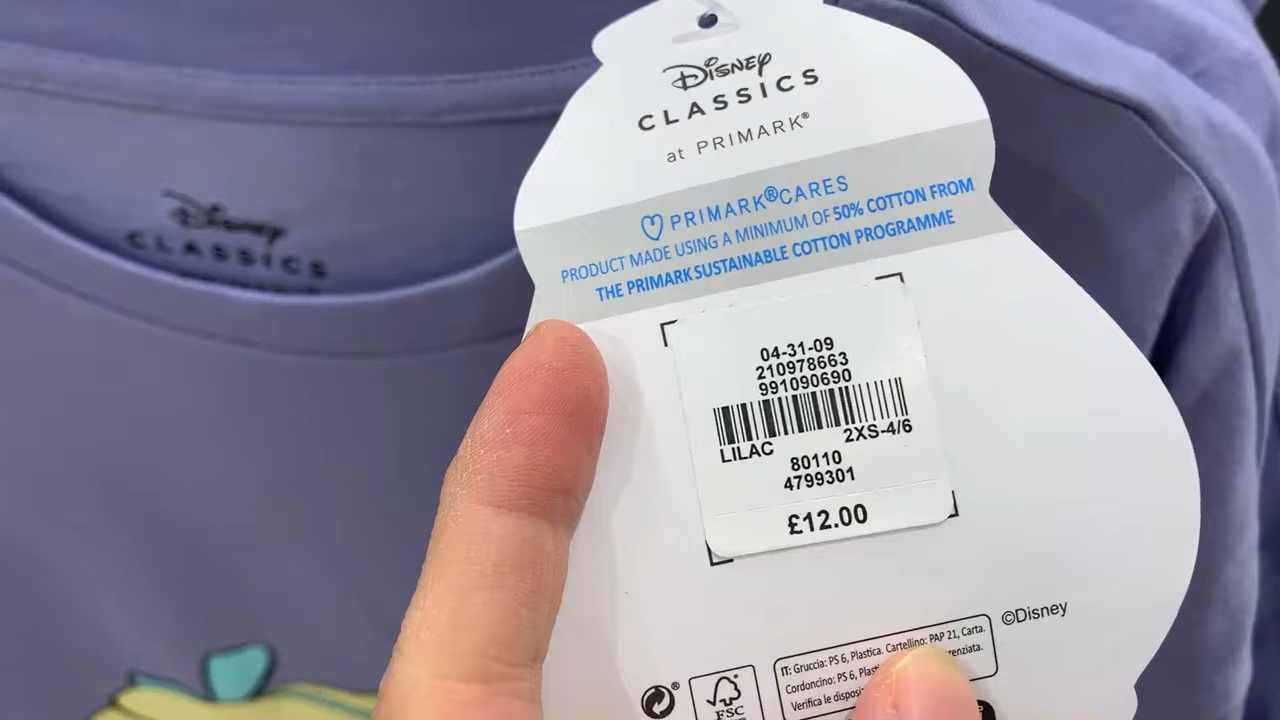 Disney
CLASSICS
at PRIMARK®
PRIMARK®CARES
PRODUCT MADE USING A MINIMUM OF 50% COTTON FROM
THE PRIMARK SUSTAINABLE COTTON PROGRAMME
04-31-09
210978663
991090690
LILAC 2XS-4/6
80110
4799301
£12.00
©Disney
IT: Gruccia: PS 6, Plastica. Cartellino: PAP 21, Carta.
Cordoncino: PS 6, renziata.
Verifica le
®
FSC
Disney
CLASSICS